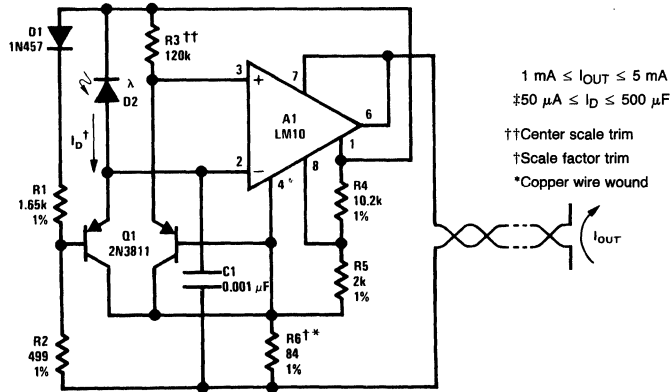 D1
1N457
R3 ††
120k
λ
D2
I_D†
3
+
7
A1
LM10
6
1
2
−
4
8
R1
1.65k
1%
Q1
2N3811
C1
0.001 µF
R4
10.2k
1%
R5
2k
1%
R2
499
1%
R6†*
84
1%
1 mA ≤ I_OUT ≤ 5 mA
‡50 µA ≤ I_D ≤ 500 µF
††Center scale trim
†Scale factor trim
*Copper wire wound
I_OUT